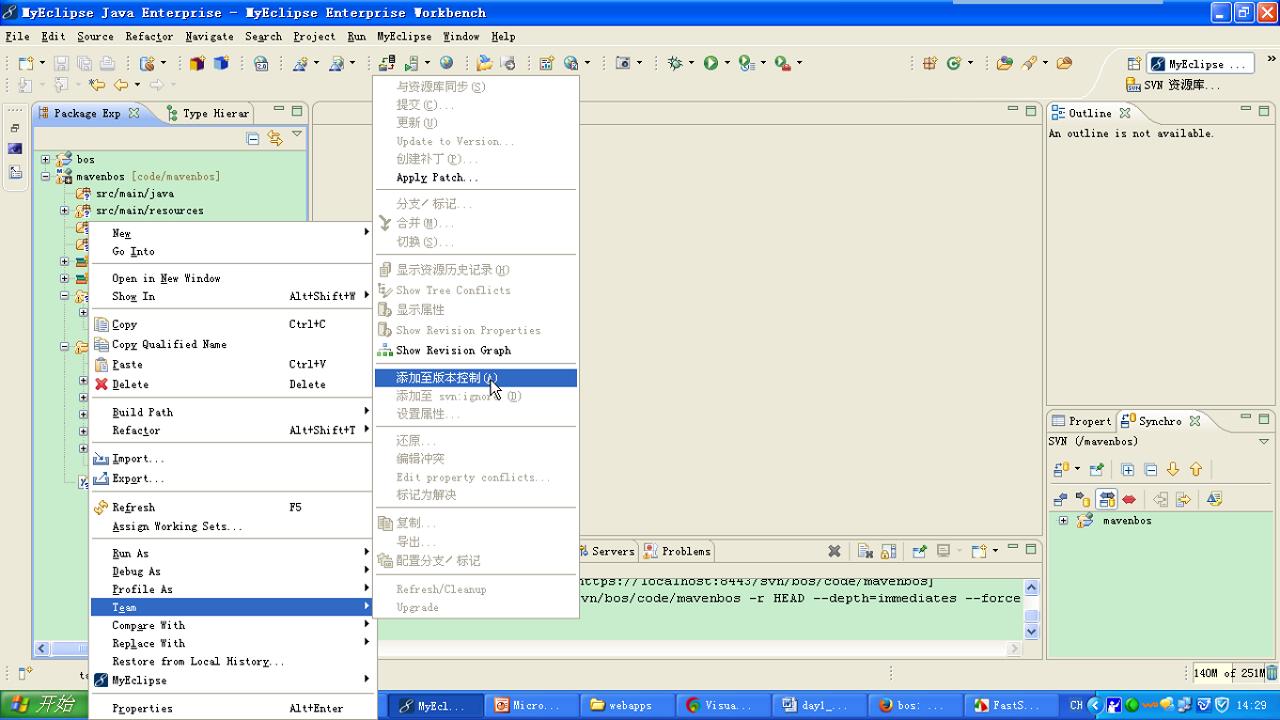 MyEclipse Java Enterprise - MyEclipse Enterprise Workbench
File Edit Source Refactor Navigate Search Project Run MyEclipse Window Help
MyEclipse ...
SVN 资源库...
Package Exp
Type Hierar
bos
mavenbos [code/mavenbos]
src/main/java
src/main/resources
New
Go Into
Open in New Window
Show In Alt+Shift+W
Copy Ctrl+C
Copy Qualified Name
Paste Ctrl+V
Delete Delete
Build Path
Refactor Alt+Shift+T
Import...
Export...
Refresh F5
Assign Working Sets...
Run As
Debug As
Profile As
Team
Compare With
Replace With
Restore from Local History...
MyEclipse
Properties Alt+Enter
与资源库同步(S)
提交(C)...
更新(U)
Update to Version...
创建补丁(P)...
Apply Patch...
分支/标记...
合并(M)...
切换(S)...
显示资源历史记录(H)
Show Tree Conflicts
显示属性
Show Revision Properties
Show Revision Graph
添加至版本控制(A)
添加至 svn:ignore (D)
设置属性...
还原...
编辑冲突
Edit property conflicts...
标记为解决
复制...
导出...
配置分支/标记
Refresh/Cleanup
Upgrade
Outline
An outline is not available.
Propert
Synchro
SVN (/mavenbos)
mavenbos
Servers
Problems
https://localhost:8443/svn/bos/code/mavenbos]
svn/bos/code/mavenbos -r HEAD --depth=immediates --force
140M of 251M
开始
MyEcl...
Micro...
webapps
Visua...
day1_...
bos: ...
FastS...
CH
14:29